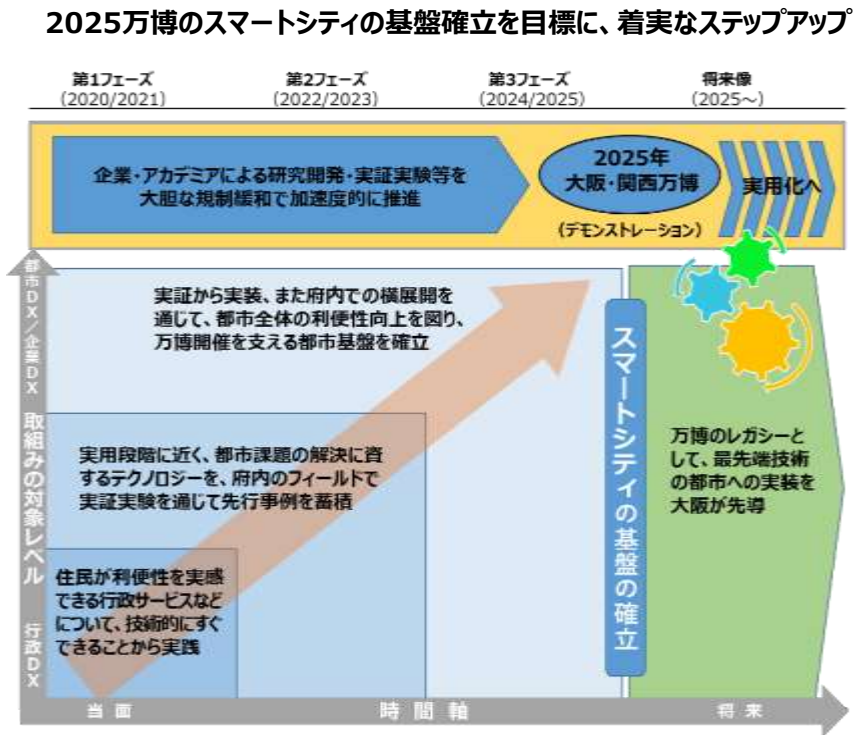 2025万博のスマートシティの基盤確立を目標に、着実なステップアップ
第1フェーズ
(2020/2021)
第2フェーズ
(2022/2023)
第3フェーズ
(2024/2025)
将来像
(2025～)
企業・アカデミアによる研究開発・実証実験等を
大胆な規制緩和で加速度的に推進
2025年
大阪・関西万博
(デモンストレーション)
実用化へ
都市DX／企業DX
取組みの対象レベル
行政DX
実証から実装、また府内での横展開を
通じて、都市全体の利便性向上を図り、
万博開催を支える都市基盤を確立
実用段階に近く、都市課題の解決に資
するテクノロジーを、府内のフィールドで
実証実験を通じて先行事例を蓄積
住民が利便性を実感
できる行政サービスなど
について、技術的にすぐ
できることから実践
スマートシティの基盤の確立
万博のレガシーと
して、最先端技術
の都市への実装を
大阪が先導
当面
時間軸
将来